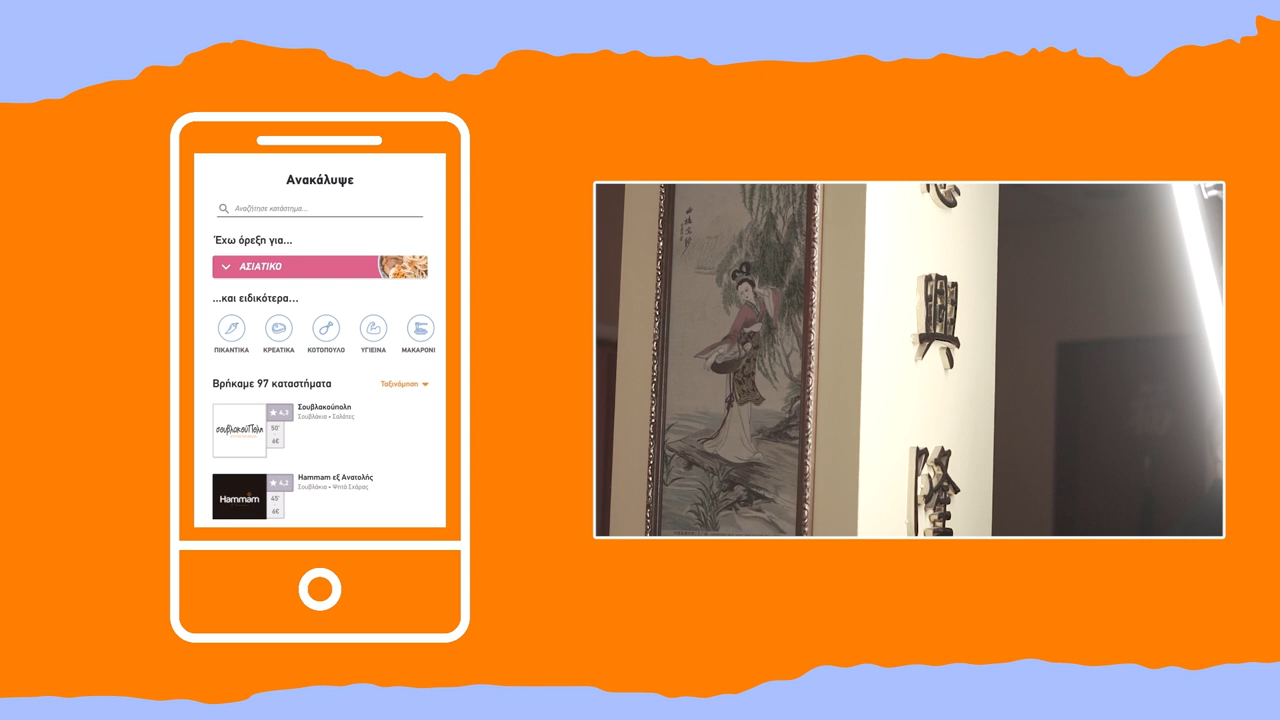 Ανακάλυψε
Αναζήτησε κατάστημα...
Έχω όρεξη για...
ΑΣΙΑΤΙΚΟ
...και ειδικότερα...
ΠΙΚΑΝΤΙΚΑ ΚΡΕΑΤΙΚΑ ΚΟΤΟΠΟΥΛΟ ΥΓΙΕΙΝΑ ΜΑΚΑΡΟΝΙ
Βρήκαμε 97 καταστήματα Ταξινόμηση
σουβλακούΠολη
4,3
50'
6€
Σουβλακούπολη
Σουβλάκια • Σαλάτες
Hammam
4,2
45'
6€
Hammam εξ Ανατολής
Σουβλάκια • Ψητά Σχάρας
興
隆